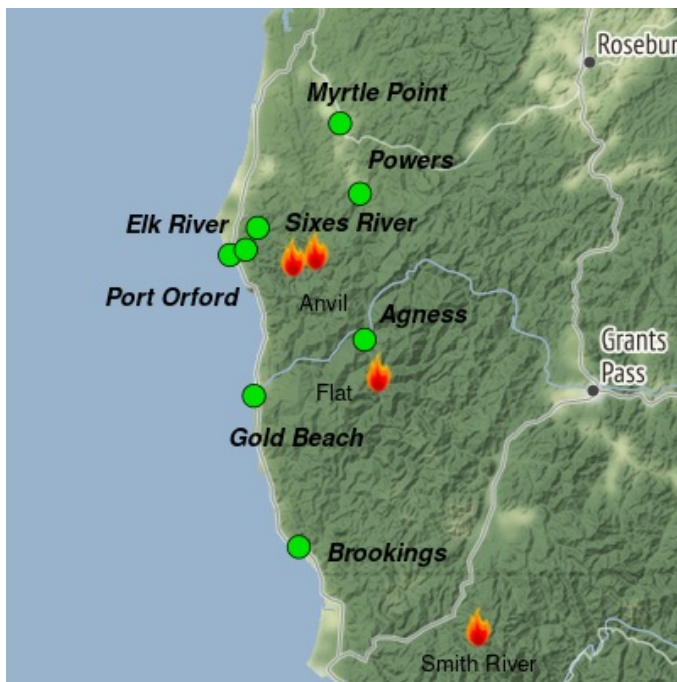 Rosebur
Myrtle Point
Powers
Elk River
Sixes River
Port Orford
Anvil
Agness
Grants
Pass
Flat
Gold Beach
Brookings
Smith River